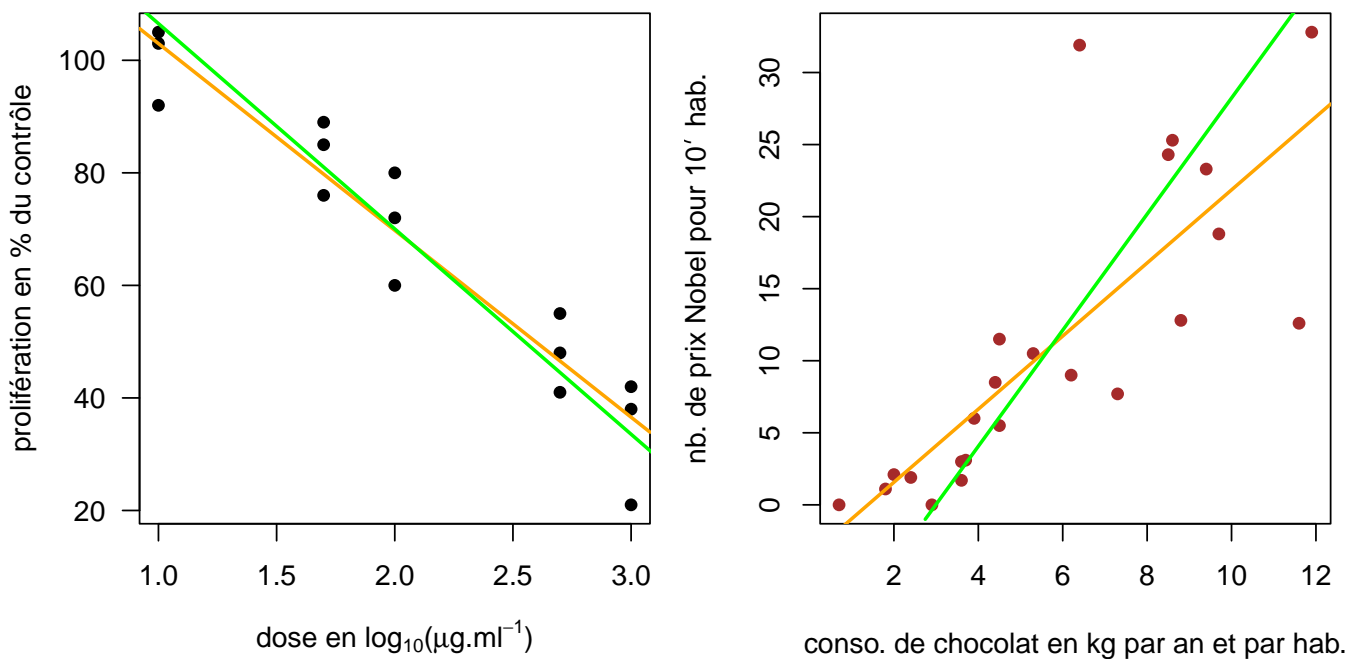 prolifération en % du contrôle
100
80
60
40
20
1.0 1.5 2.0 2.5 3.0
dose en log₁₀(μg.ml⁻¹)
nb. de prix Nobel pour 10′ hab.
30
25
20
15
10
5
0
2 4 6 8 10 12
conso. de chocolat en kg par an et par hab.